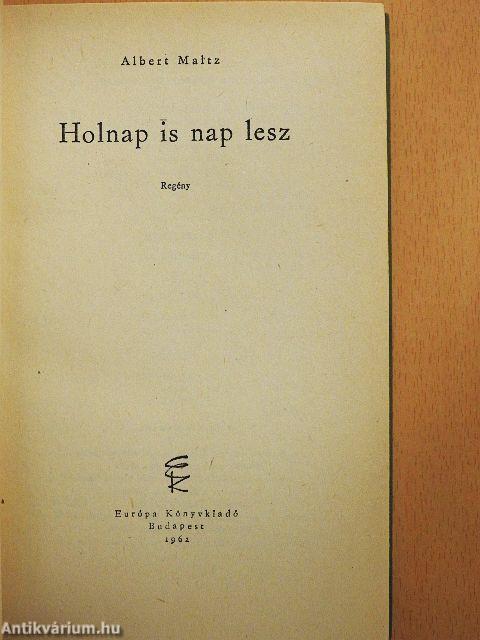 Albert Maltz
Holnap is nap lesz
Regény
Európa Könyvkiadó
Budapest
1962
Antikvárium.hu